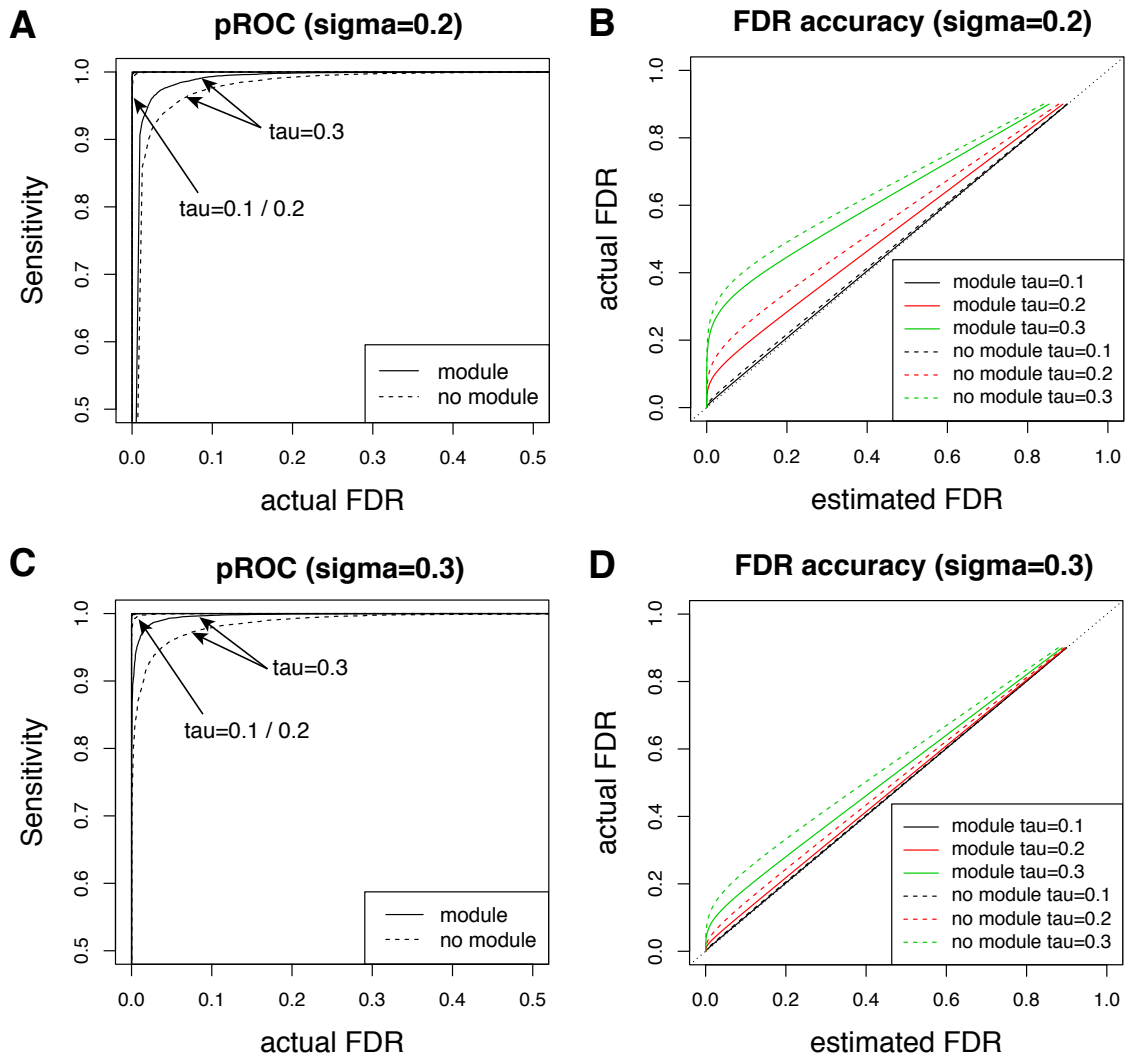 A
pROC (sigma=0.2)
Sensitivity
1.0
0.9
0.8
0.7
0.6
0.5
tau=0.3
tau=0.1 / 0.2
module
no module
0.0 0.1 0.2 0.3 0.4 0.5
actual FDR
B
FDR accuracy (sigma=0.2)
actual FDR
1.0
0.8
0.6
0.4
0.2
0.0
module tau=0.1
module tau=0.2
module tau=0.3
no module tau=0.1
no module tau=0.2
no module tau=0.3
0.0 0.2 0.4 0.6 0.8 1.0
estimated FDR
C
pROC (sigma=0.3)
Sensitivity
1.0
0.9
0.8
0.7
0.6
0.5
tau=0.3
tau=0.1 / 0.2
module
no module
0.0 0.1 0.2 0.3 0.4 0.5
actual FDR
D
FDR accuracy (sigma=0.3)
actual FDR
1.0
0.8
0.6
0.4
0.2
0.0
module tau=0.1
module tau=0.2
module tau=0.3
no module tau=0.1
no module tau=0.2
no module tau=0.3
0.0 0.2 0.4 0.6 0.8 1.0
estimated FDR